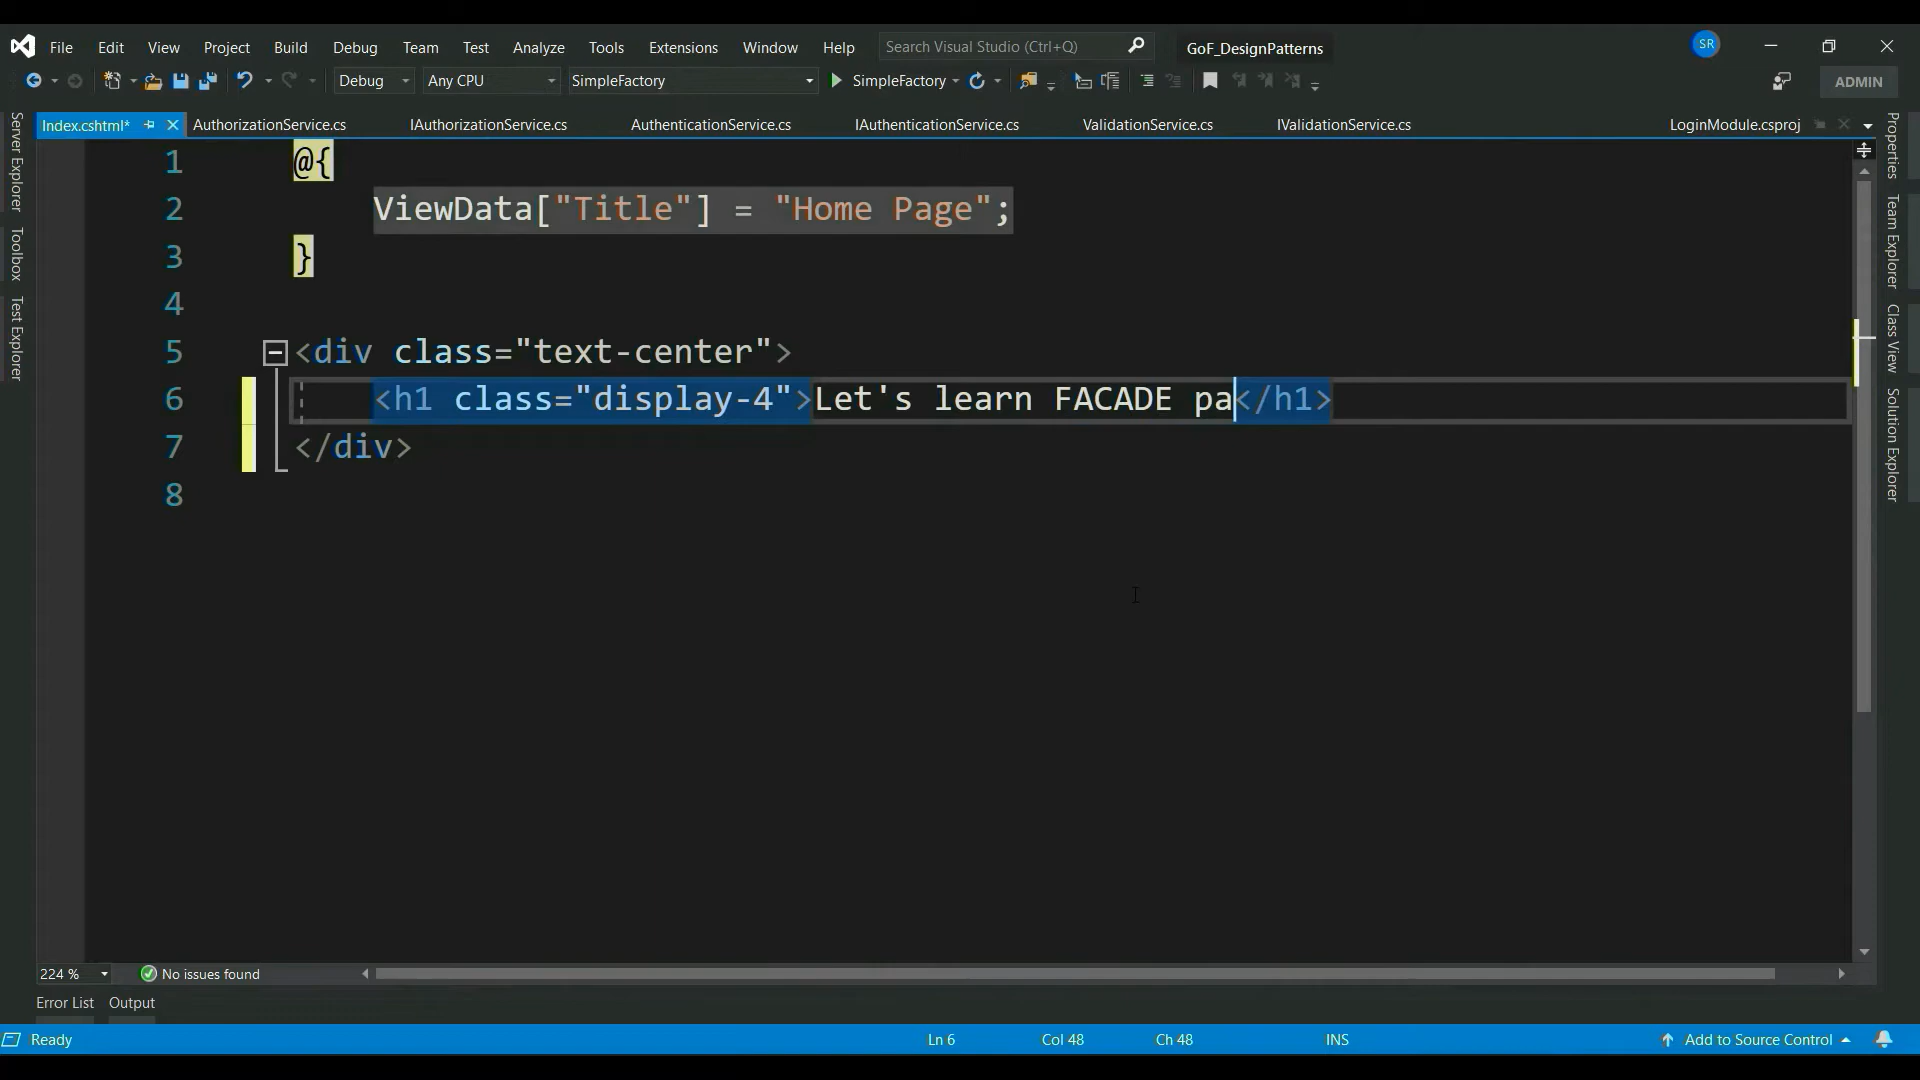 File Edit View Project Build Debug Team Test Analyze Tools Extensions Window Help Search Visual Studio (Ctrl+Q) GoF_DesignPatterns SR
Debug Any CPU SimpleFactory SimpleFactory ADMIN
Index.cshtml* AuthorizationService.cs IAuthorizationService.cs AuthenticationService.cs IAuthenticationService.cs ValidationService.cs IValidationService.cs LoginModule.csproj
Server Explorer
Toolbox
Test Explorer
1 @{
2 ViewData["Title"] = "Home Page";
3 }
4
5 <div class="text-center">
6 <h1 class="display-4">Let's learn FACADE pa</h1>
7 </div>
8
Properties
Team Explorer
Class View
Solution Explorer
224 % No issues found
Error List Output
Ready Ln 6 Col 48 Ch 48 INS Add to Source Control